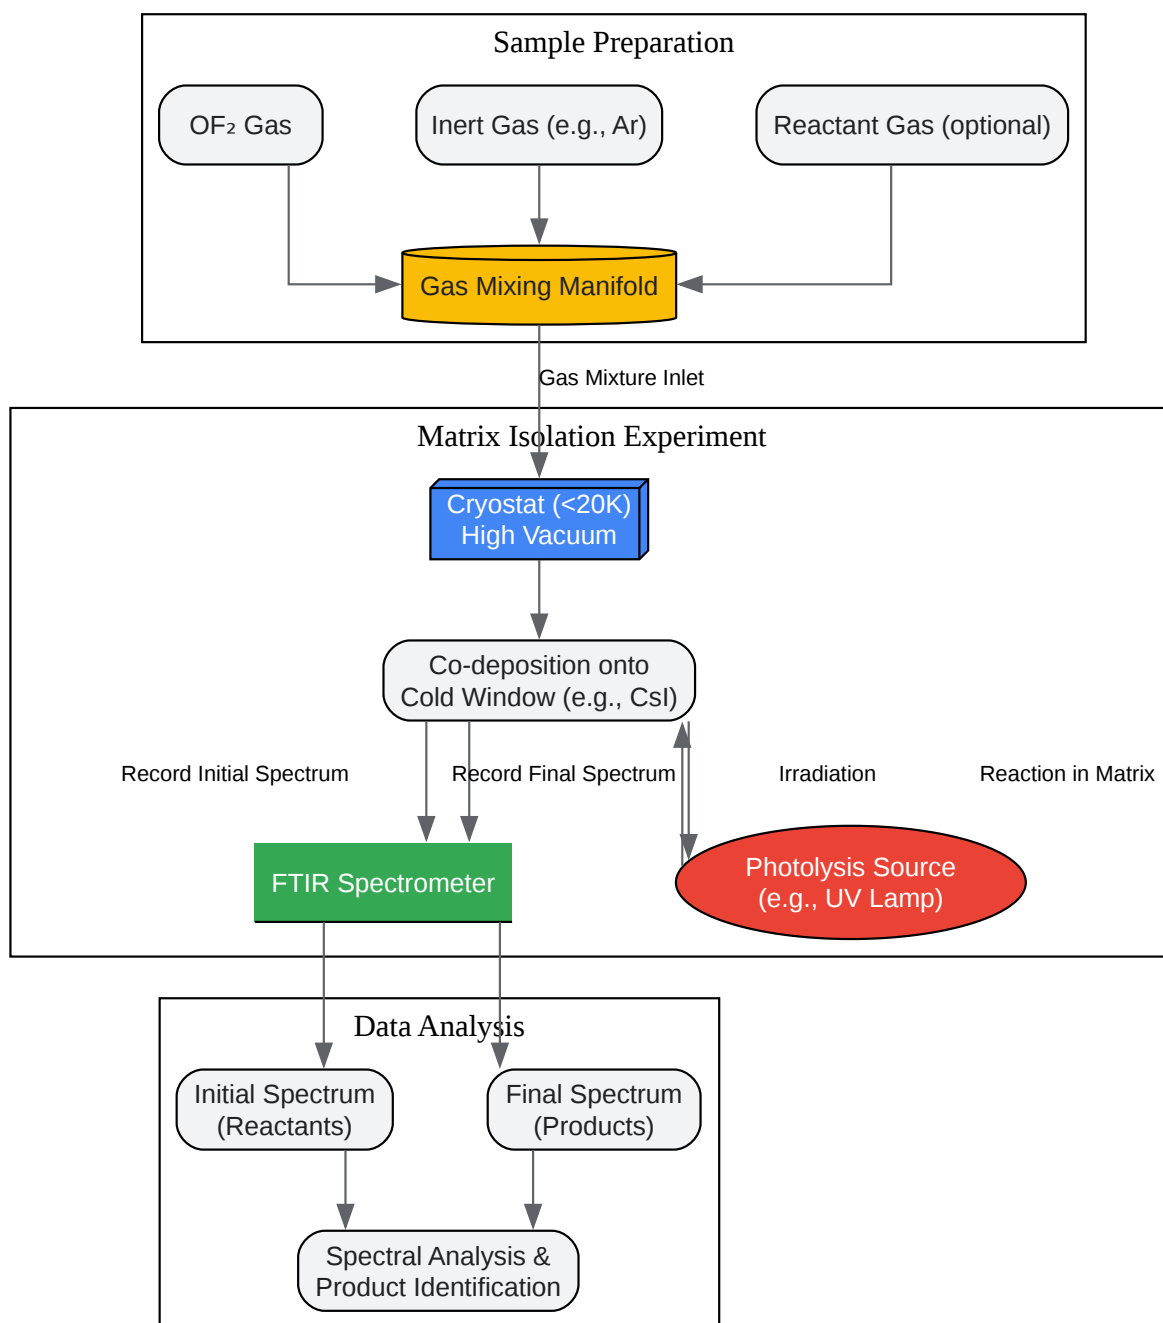 Sample Preparation
OF₂ Gas
Inert Gas (e.g., Ar)
Reactant Gas (optional)
Gas Mixing Manifold
Gas Mixture Inlet
Matrix Isolation Experiment
Cryostat (<20K)
High Vacuum
Co-deposition onto
Cold Window (e.g., CsI)
Record Initial Spectrum
Record Final Spectrum
Irradiation
Reaction in Matrix
FTIR Spectrometer
Photolysis Source
(e.g., UV Lamp)
Data Analysis
Initial Spectrum
(Reactants)
Final Spectrum
(Products)
Spectral Analysis &
Product Identification